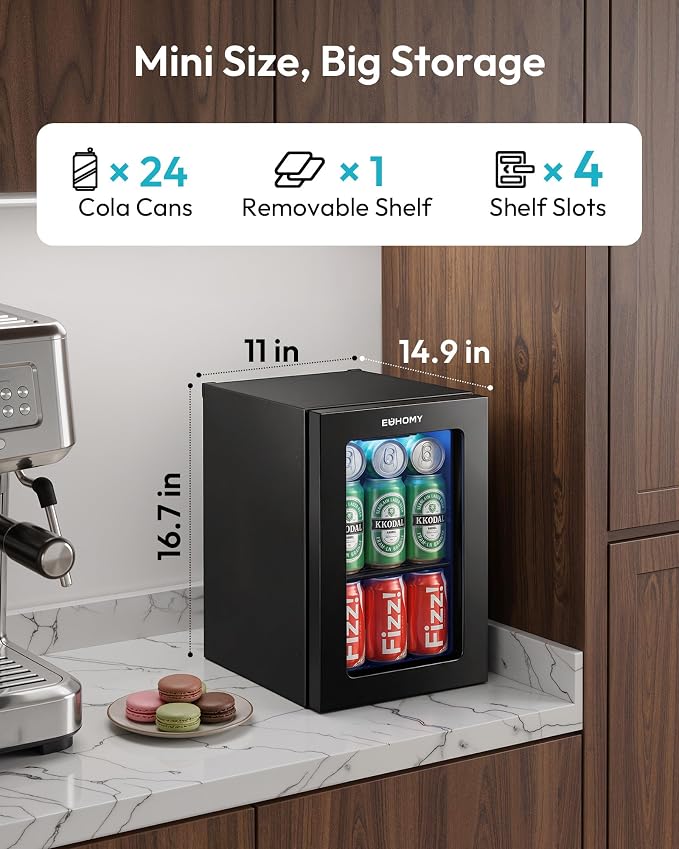 Mini Size, Big Storage
× 24
Cola Cans
× 1
Removable Shelf
× 4
Shelf Slots
11 in
14.9 in
16.7 in
EUHOMY
KKODAL
KKODAL
Fizz!
Fizz!
Fizz!